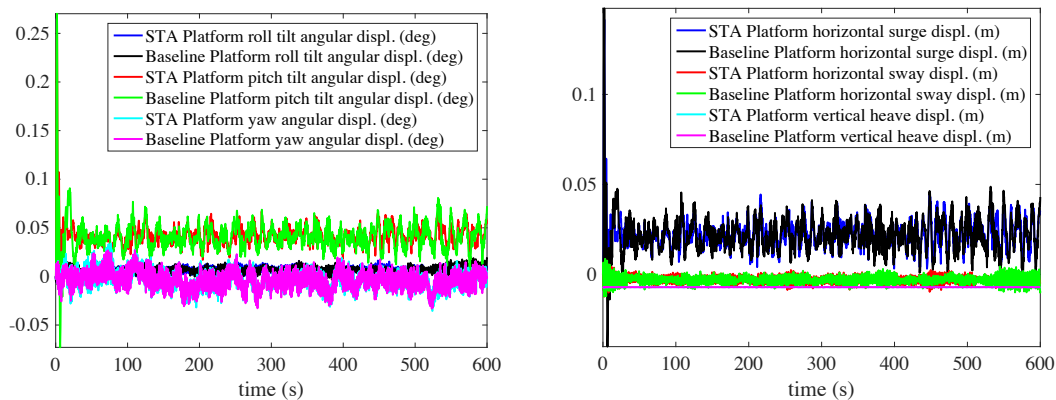 0.25
0.2
0.15
0.1
0.05
0
-0.05
STA Platform roll tilt angular displ. (deg)
Baseline Platform roll tilt angular displ. (deg)
STA Platform pitch tilt angular displ. (deg)
Baseline Platform pitch tilt angular displ. (deg)
STA Platform yaw angular displ. (deg)
Baseline Platform yaw angular displ. (deg)
0 100 200 300 400 500 600
time (s)
0.1
0.05
0
STA Platform horizontal surge displ. (m)
Baseline Platform horizontal surge displ. (m)
STA Platform horizontal sway displ. (m)
Baseline Platform horizontal sway displ. (m)
STA Platform vertical heave displ. (m)
Baseline Platform vertical heave displ. (m)
0 100 200 300 400 500 600
time (s)